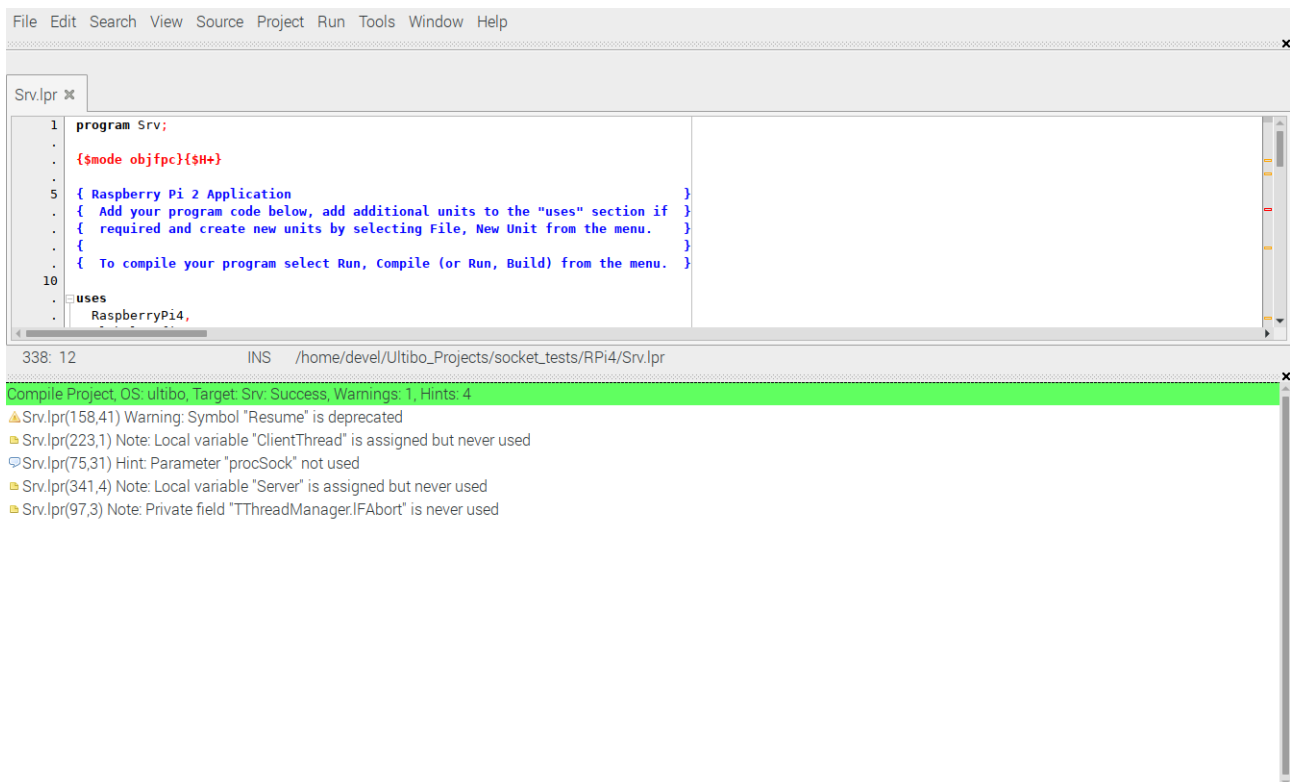 File Edit Search View Source Project Run Tools Window Help
Srv.lpr
1 program Srv;
.
. {$mode objfpc}{$H+}
.
5 { Raspberry Pi 2 Application }
. { Add your program code below, add additional units to the "uses" section if }
. { required and create new units by selecting File, New Unit from the menu. }
. { }
. { To compile your program select Run, Compile (or Run, Build) from the menu. }
10
. uses
. RaspberryPi4,
338: 12 INS /home/devel/Ultibo_Projects/socket_tests/RPi4/Srv.lpr
Compile Project, OS: ultibo, Target: Srv: Success, Warnings: 1, Hints: 4
Srv.lpr(158,41) Warning: Symbol "Resume" is deprecated
Srv.lpr(223,1) Note: Local variable "ClientThread" is assigned but never used
Srv.lpr(75,31) Hint: Parameter "procSock" not used
Srv.lpr(341,4) Note: Local variable "Server" is assigned but never used
Srv.lpr(97,3) Note: Private field "TThreadManager.lFAbort" is never used